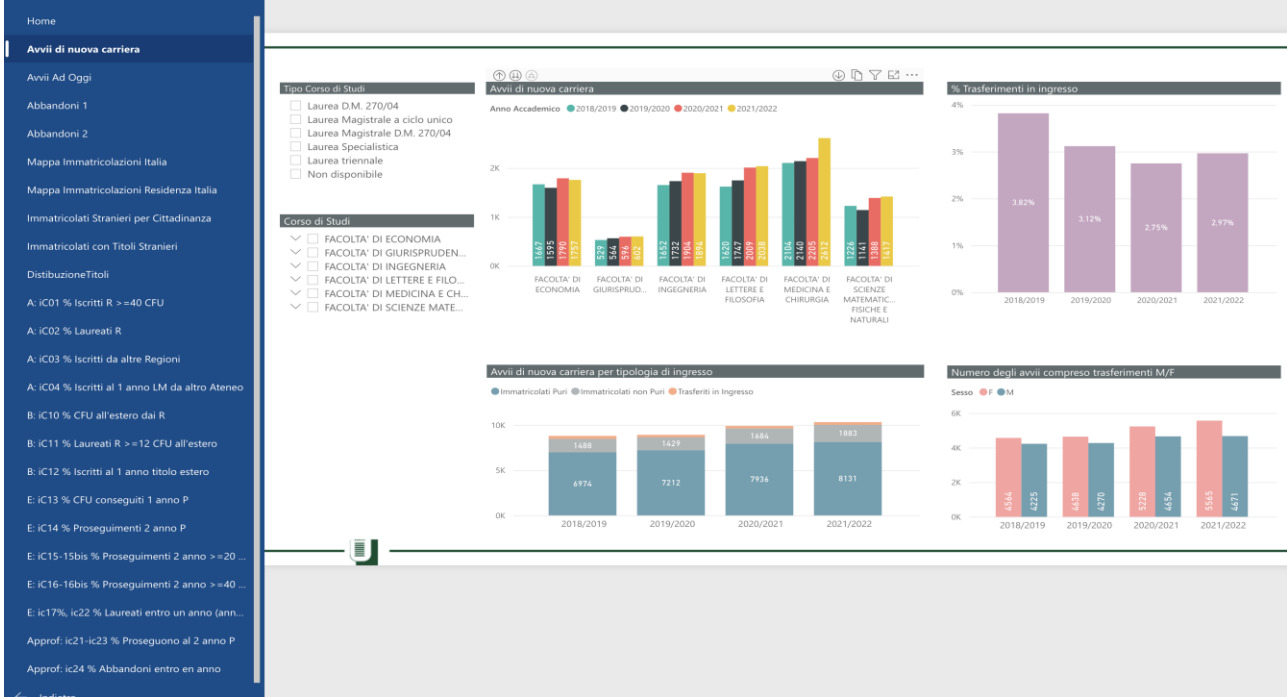 Home
Avvii di nuova carriera
Avvii Ad Oggi
Abbandoni 1
Abbandoni 2
Mappa Immatricolazioni Italia
Mappa Immatricolazioni Residenza Italia
Immatricolati Stranieri per Cittadinanza
Immatricolati con Titoli Stranieri
DistibuzioneTitoli
A: iC01 % Iscritti R >=40 CFU
A: iC02 % Laureati R
A: iC03 % Iscritti da altre Regioni
A: iC04 % Iscritti al 1 anno LM da altro Ateneo
B: iC10 % CFU all'estero dai R
B: iC11 % Laureati R >=12 CFU all'estero
B: iC12 % Iscritti al 1 anno titolo estero
E: iC13 % CFU conseguiti 1 anno P
E: iC14 % Proseguimenti 2 anno P
E: iC15-15bis % Proseguimenti 2 anno >=20 ...
E: iC16-16bis % Proseguimenti 2 anno >=40 ...
E: ic17%, ic22 % Laureati entro un anno (ann...
Approf: ic21-ic23 % Proseguono al 2 anno P
Approf: ic24 % Abbandoni entro en anno
Indietro
Tipo Corso di Studi
Laurea D.M. 270/04
Laurea Magistrale a ciclo unico
Laurea Magistrale D.M. 270/04
Laurea Specialistica
Laurea triennale
Non disponibile
Corso di Studi
FACOLTA' DI ECONOMIA
FACOLTA' DI GIURISPRUDEN...
FACOLTA' DI INGEGNERIA
FACOLTA' DI LETTERE E FILO...
FACOLTA' DI MEDICINA E CH...
FACOLTA' DI SCIENZE MATE...
Avvii di nuova carriera
Anno Accademico 2018/2019 2019/2020 2020/2021 2021/2022
2K
1K
0K
1667 1595 1790 1757
529 564 596 602
1652 1732 1904 1894
1620 1747 2009 2038
2104 2140 2205 2612
1226 1141 1388 1417
FACOLTA' DI
ECONOMIA
FACOLTA' DI
GIURISPRUD...
FACOLTA' DI
INGEGNERIA
FACOLTA' DI
LETTERE E
FILOSOFIA
FACOLTA' DI
MEDICINA E
CHIRURGIA
FACOLTA' DI
SCIENZE
MATEMATIC...
FISICHE E
NATURALI
% Trasferimenti in ingresso
4%
3%
2%
1%
0%
3,82% 3,12% 2,75% 2,97%
2018/2019 2019/2020 2020/2021 2021/2022
Avvii di nuova carriera per tipologia di ingresso
Immatricolati Puri Immatricolati non Puri Trasferiti in Ingresso
10K
5K
0K
1488 1429 1684 1883
6974 7212 7936 8131
2018/2019 2019/2020 2020/2021 2021/2022
Numero degli avvii compreso trasferimenti M/F
Sesso F M
6K
4K
2K
0K
4564 4225 4638 4270 5228 4654 5565 4671
2018/2019 2019/2020 2020/2021 2021/2022